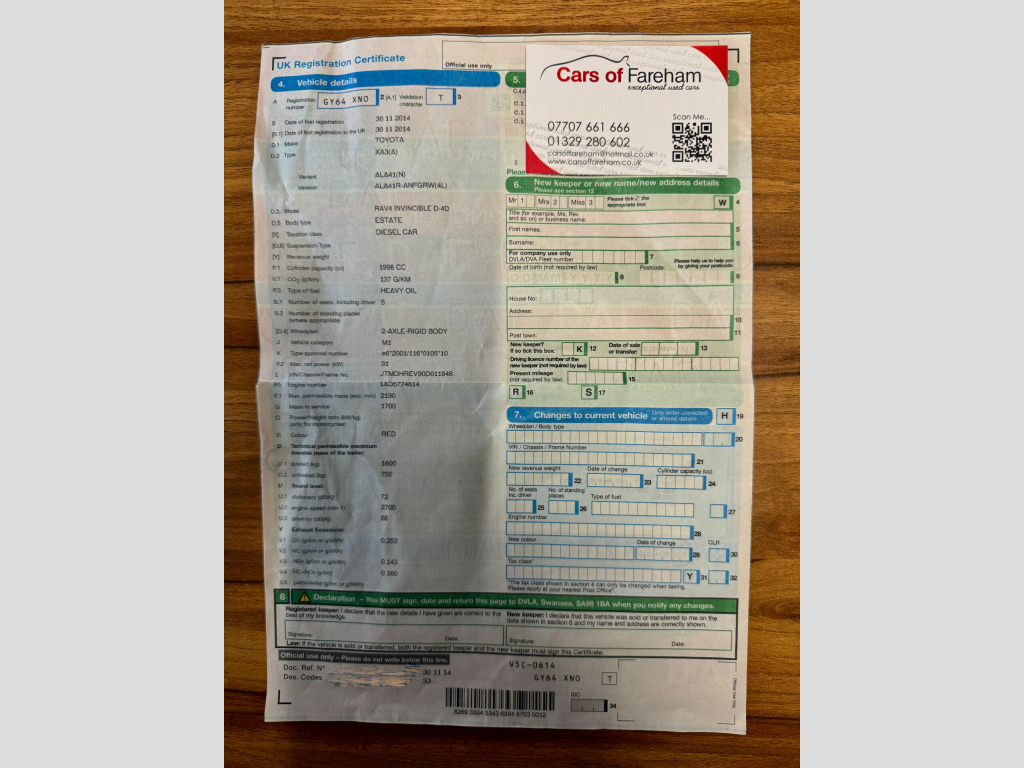 UK Registration Certificate
Official use only
4. Vehicle details
A Registration number GY64 XNO 2 [A.1] Validation character T 3
B Date of first registration 30 11 2014
[B.1] Date of first registration in the UK 30 11 2014
D.1 Make TOYOTA
D.2 Type XA3(A)
Variant ALA41(N)
Version ALA41R-ANFGRW(4L)
D.3 Model RAV4 INVINCIBLE D-4D
D.5 Body type ESTATE
[X] Taxation class DIESEL CAR
[D.6] Suspension Type
[Y] Revenue weight
P.1 Cylinder capacity (cc) 1998 CC
V.7 CO2 (g/km) 137 G/KM
P.3 Type of fuel HEAVY OIL
S.1 Number of seats, including driver 5
S.2 Number of standing places
(where appropriate)
[D.4] Wheelplan 2-AXLE-RIGID BODY
J Vehicle category M1
K Type approval number e6*2001/116*0105*10
P.2 Max. net power (kW) 91
E VIN/Chassis/Frame No. JTMDHREV90D011848
P.5 Engine number 1AD5774614
F.1 Max. permissible mass (exc. m/c) 2190
G Mass in service 1700
Q Power/Weight ratio (kW/kg)
(only for motorcycles)
R Colour RED
O Technical permissible maximum
towable mass of the trailer:
O.1 braked (kg) 1600
O.2 unbraked (kg) 750
U Sound level:
U.1 stationary (dB(A)) 72
U.2 engine speed (min-1) 2700
U.3 drive-by (dB(A)) 68
V Exhaust Emissions:
V.1 CO (g/km or g/kWh) 0.253
V.2 HC (g/km or g/kWh)
V.3 NOx (g/km or g/kWh) 0.143
V.4 HC+NOx (g/km) 0.160
V.5 particulates (g/km or g/kWh)
5.
C.1.
C.1.
Please
Cars of Fareham
exceptional used cars
Scan Me...
07707 661 666
01329 280 602
carsoffareham@hotmail.co.uk
www.carsoffareham.co.uk
6. New keeper or new name/new address details
Please see section 12
Mr 1 Mrs 2 Miss 3 Please tick ✓ the appropriate box W 4
Title (for example, Ms, Rev
and so on) or business name:
First names: 5
Surname: 6
For company use only
DVLA/DVA Fleet number 7
Please help us to help you
by giving your postcode.
Date of birth (not required by law) 8 Postcode: 9
House No:
Address:
10
Post town: 11
New keeper?
If so tick this box: K 12 Date of sale
or transfer: 13
Driving licence number of the
new keeper (not required by law) 14
Present mileage
(not required by law) 15
R 16 S 17
7. Changes to current vehicle Only enter corrected
or altered details H 19
Wheelplan / Body type
20
VIN / Chassis / Frame Number
21
New revenue weight 22 Date of change 23 Cylinder capacity (cc) 24
No. of seats
inc. driver 25 No. of standing
places 26 Type of fuel 27
Engine number
28
New colour Date of change 29 CLR 30
Tax class* Y 31 32
*The tax class shown in section 4 can only be changed when taxing.
Please apply at your nearest Post Office®.
8 Declaration – You MUST sign, date and return this page to DVLA, Swansea, SA99 1BA when you notify any changes.
Registered keeper: I declare that the new details I have given are correct to the
best of my knowledge.
Signature: Date:
New keeper: I declare that this vehicle was sold or transferred to me on the
date shown in section 6 and my name and address are correctly shown.
Signature: Date:
Law: If the vehicle is sold or transferred, both the registered keeper and the new keeper must sign this Certificate.
Official use only – Please do not write below this line.
Doc. Ref. N° 30 11 14
Des. Codes 33
V5C-0614
GY64 XNO T
ISC
34
8269 3324 3343 6894 6753 0012
Official Use Only